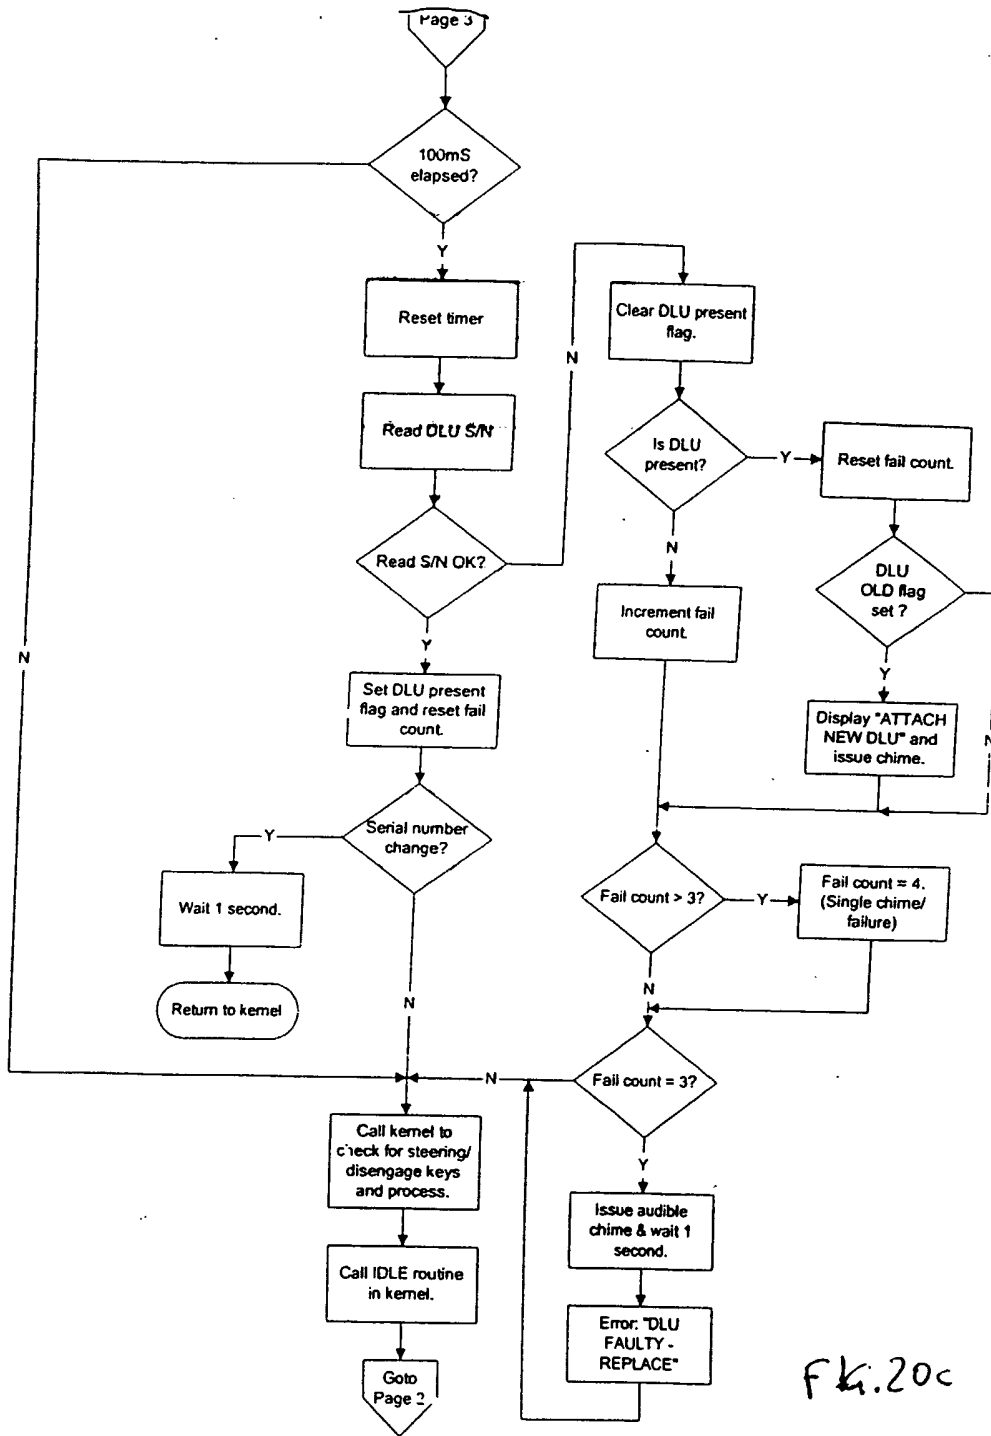 Page 3
100mS
elapsed?
N
Y
Reset timer
Read DLU S/N
Read S/N OK?
N
Y
Set DLU present
flag and reset fail
count.
Serial number
change?
Y
Wait 1 second.
Return to kernel
N
Clear DLU present
flag.
Is DLU
present?
Y
Reset fail count.
N
Increment fail
count.
DLU
OLD flag
set ?
Y
N
Display "ATTACH
NEW DLU" and
issue chime.
Fail count > 3?
Y
Fail count = 4.
(Single chime/
failure)
N
Fail count = 3?
N
Y
Call kernel to
check for steering/
disengage keys
and process.
Call IDLE routine
in kernel.
Goto
Page 2
Issue audible
chime & wait 1
second.
Error: "DLU
FAULTY -
REPLACE"
FIG. 20c